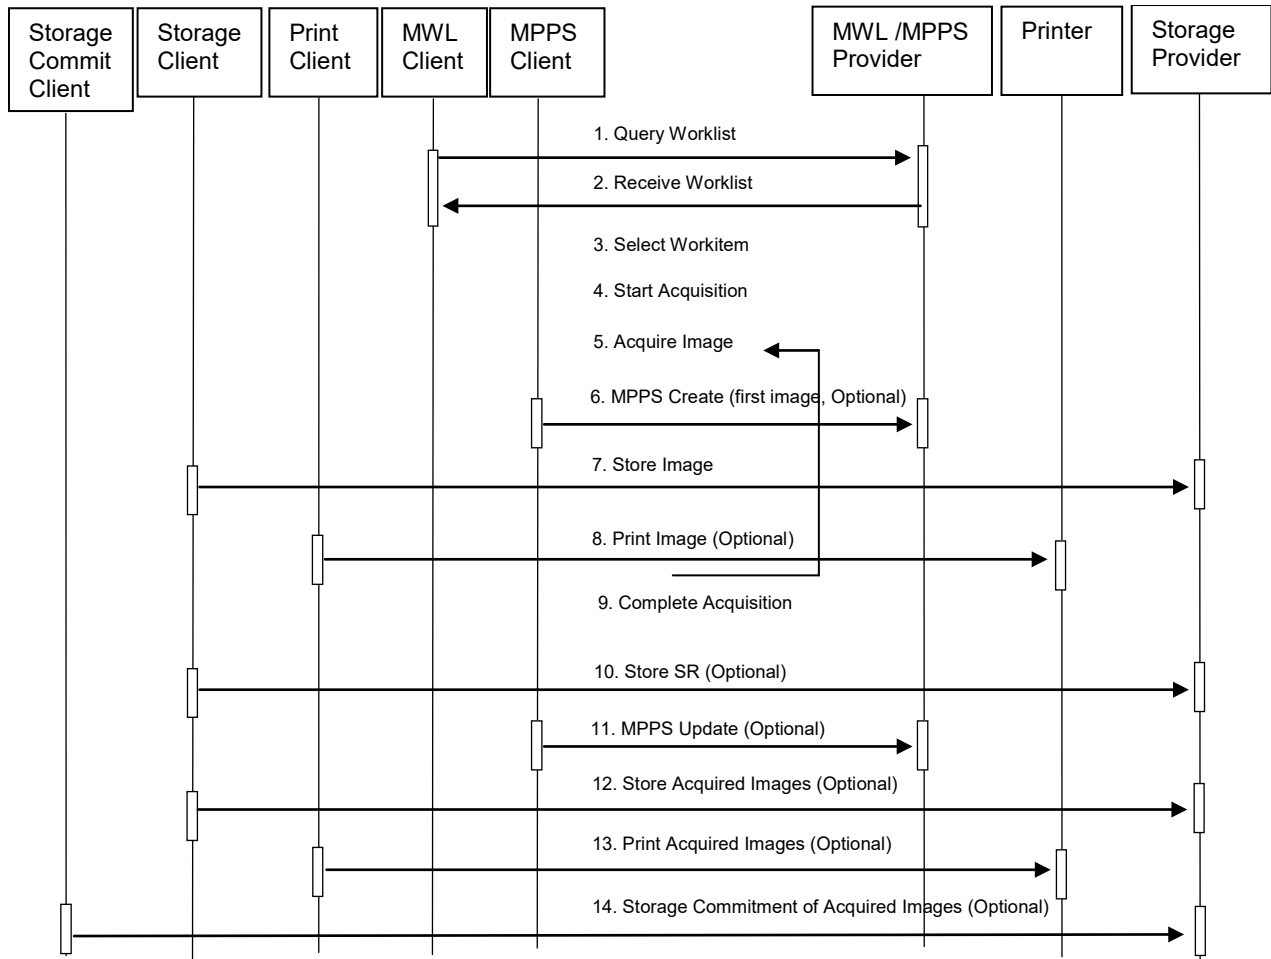 Storage
Commit
Client
Storage
Client
Print
Client
MWL
Client
MPPS
Client
MWL /MPPS
Provider
Printer
Storage
Provider
1. Query Worklist
2. Receive Worklist
3. Select Workitem
4. Start Acquisition
5. Acquire Image
6. MPPS Create (first image, Optional)
7. Store Image
8. Print Image (Optional)
9. Complete Acquisition
10. Store SR (Optional)
11. MPPS Update (Optional)
12. Store Acquired Images (Optional)
13. Print Acquired Images (Optional)
14. Storage Commitment of Acquired Images (Optional)